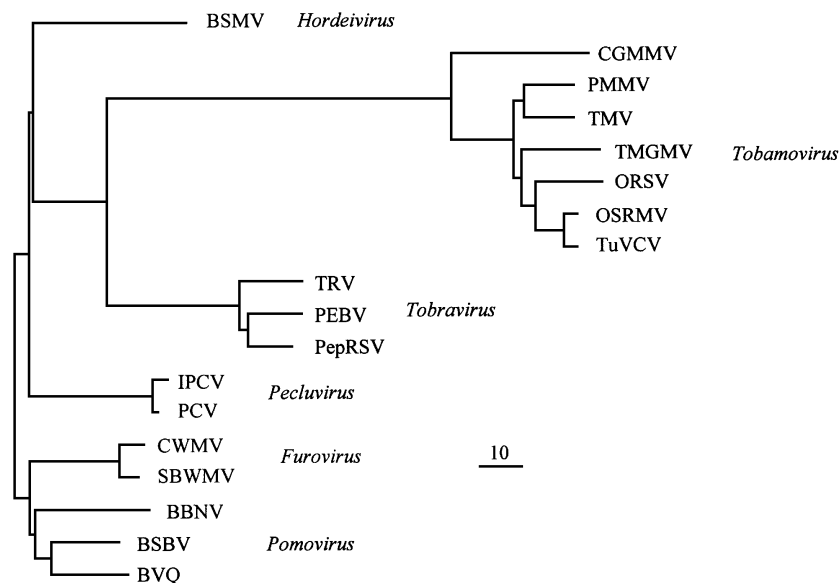 BSMV Hordeivirus
CGMMV
PMMV
TMV
TMGMV Tobamovirus
ORSV
OSRMV
TuVCV
TRV
PEBV Tobravirus
PepRSV
IPCV
Pecluvirus
PCV
CWMV
Furovirus
10
SBWMV
BBNV
BSBV Pomovirus
BVQ